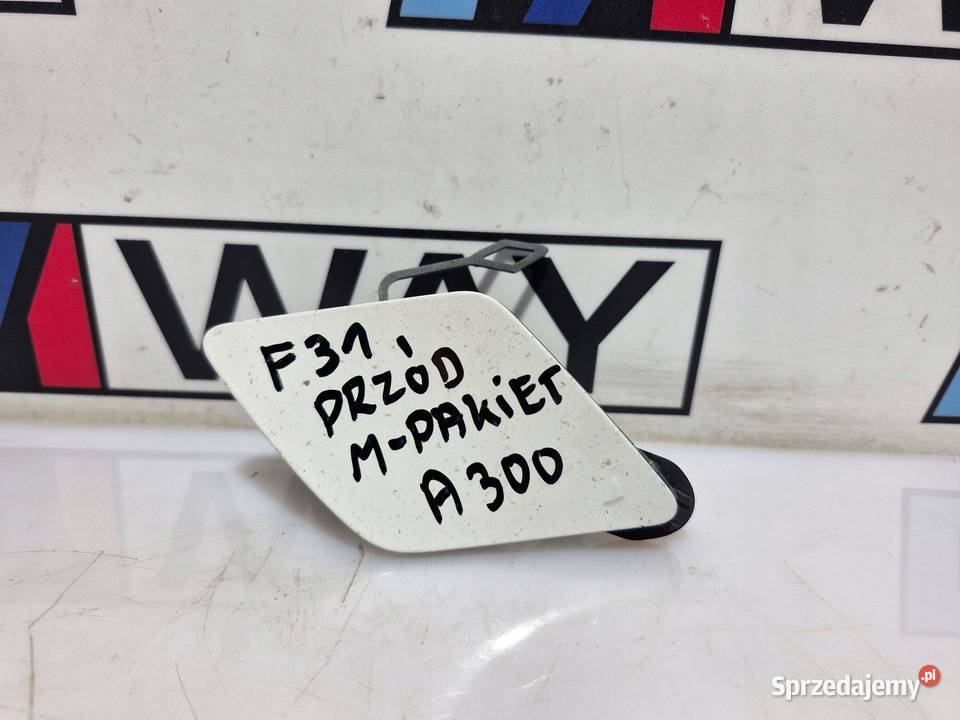 WAY
F31
PRZÓD
M-PAKiET
A300
Sprzedajemy.pl